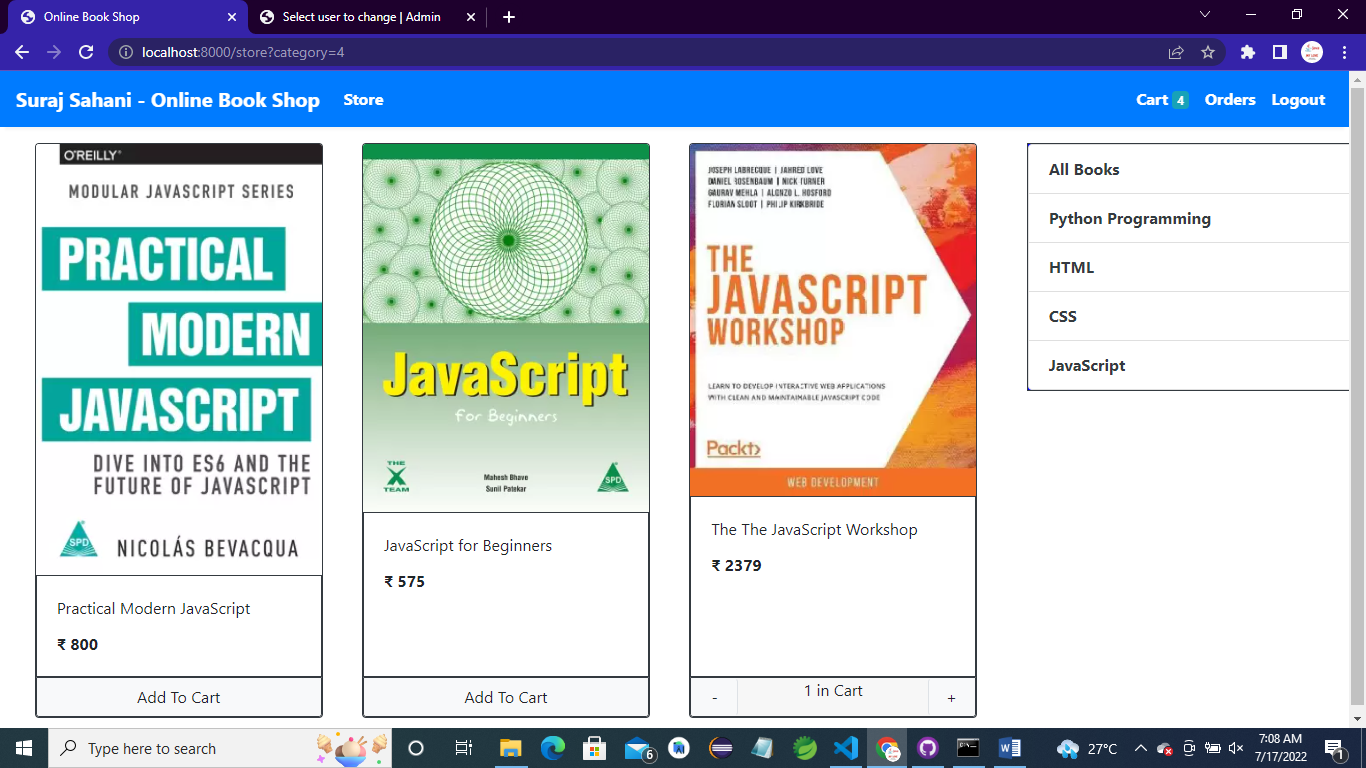 Online Book Shop
Select user to change | Admin
localhost:8000/store?category=4
Suraj Sahani - Online Book Shop
Store
Cart 4
Orders
Logout
O'REILLY®
MODULAR JAVASCRIPT SERIES
PRACTICAL
MODERN
JAVASCRIPT
DIVE INTO ES6 AND THE
FUTURE OF JAVASCRIPT
SPD
NICOLÁS BEVACQUA
Practical Modern JavaScript
₹ 800
Add To Cart
JavaScript
for Beginners
THE
X
TEAM
Mahesh Bhave
Sunil Patekar
SPD
JavaScript for Beginners
₹ 575
Add To Cart
JOSEPH LABRECQUE | JAHRED LOVE
DANIEL ROSENBAUM | NICK TURNER
GAURAV MEHLA | ALONZO L. HOSFORD
FLORIAN SLOOT | PHILIP KIRKBRIDE
THE
JAVASCRIPT
WORKSHOP
LEARN TO DEVELOP INTERACTIVE WEB APPLICATIONS
WITH CLEAN AND MAINTAINABLE JAVASCRIPT CODE
Packt>
WEB DEVELOPMENT
The The JavaScript Workshop
₹ 2379
- 1 in Cart +
All Books
Python Programming
HTML
CSS
JavaScript
Type here to search
6
27°C
7:08 AM
7/17/2022
1